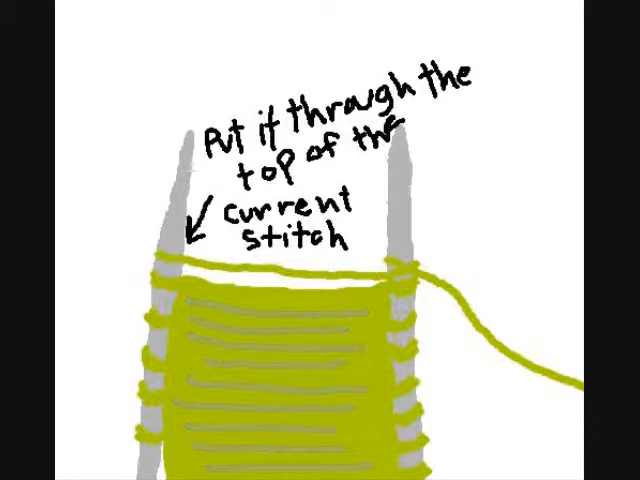 Put it through the
top of the
current
stitch